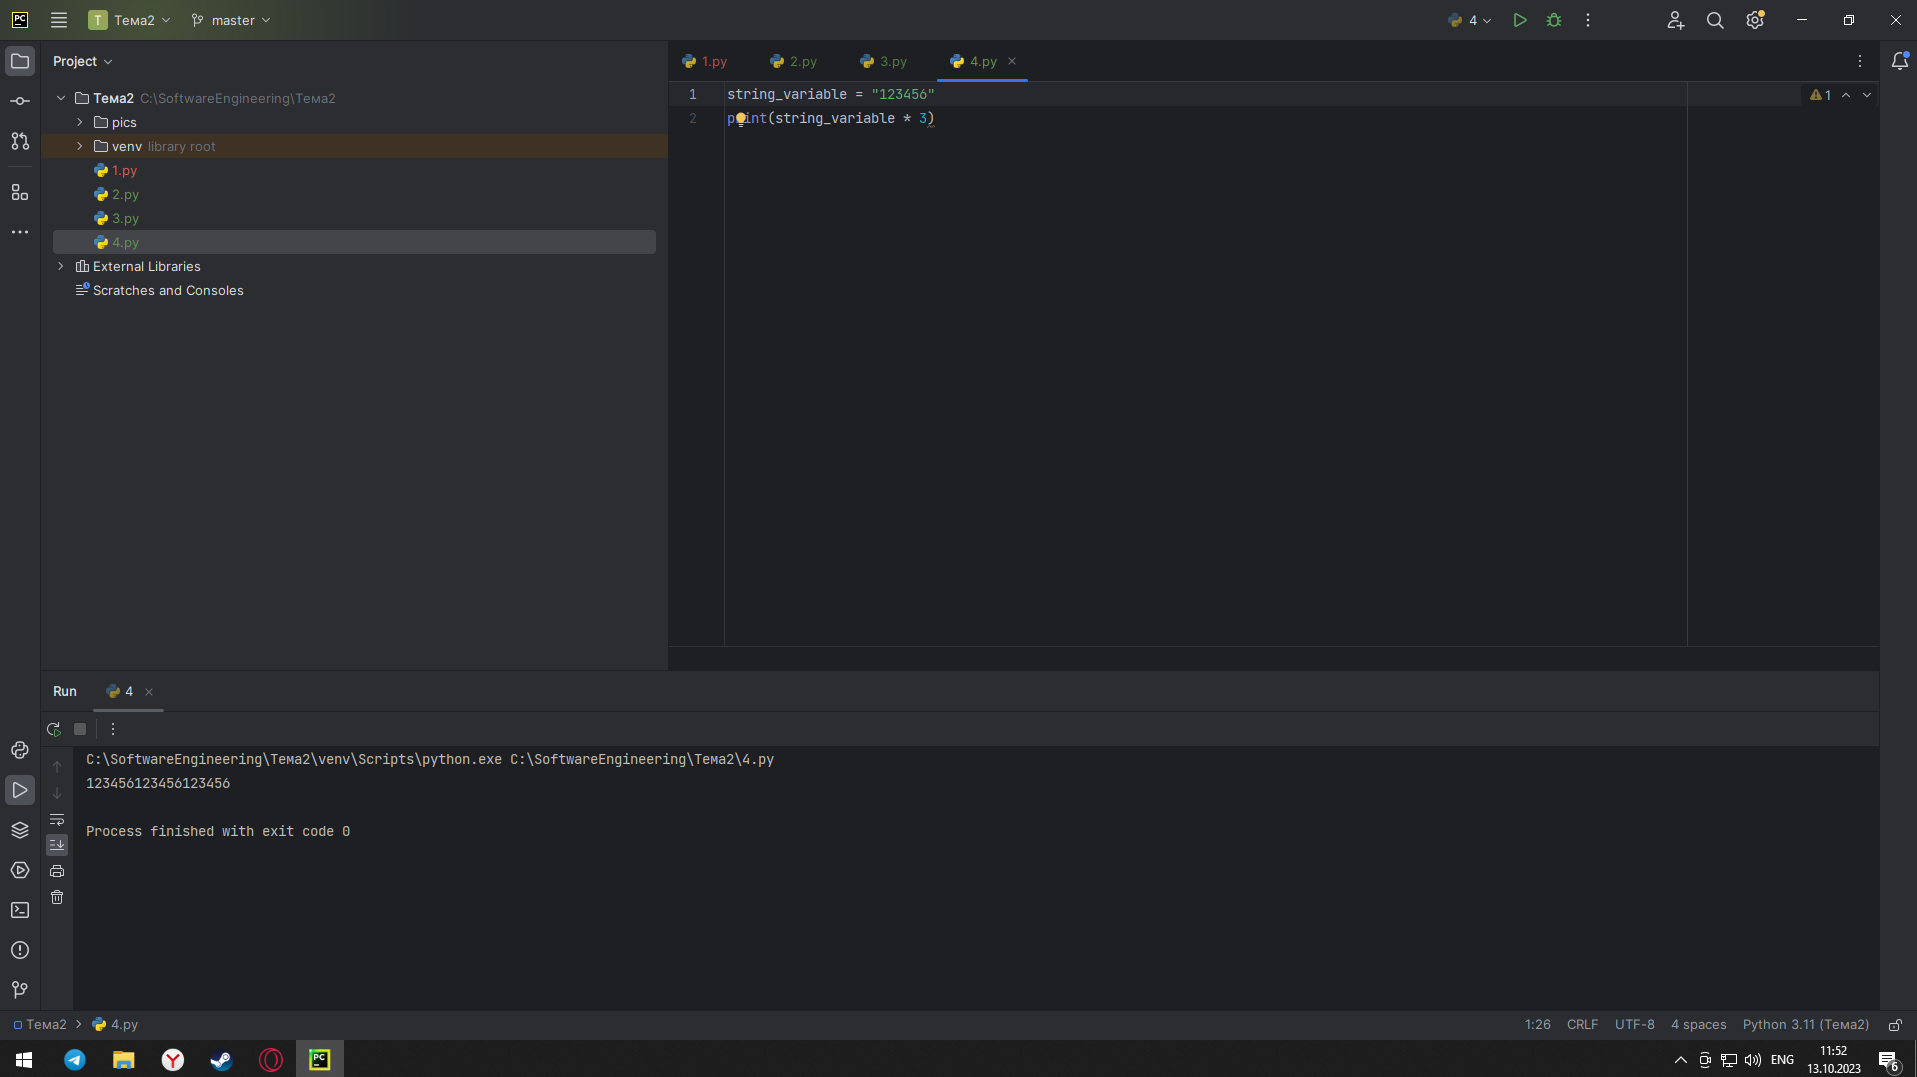 PC T Тема2 master 4
Project
Тема2 C:\SoftwareEngineering\Тема2
pics
venv library root
1.py
2.py
3.py
4.py
External Libraries
Scratches and Consoles
1.py 2.py 3.py 4.py
1 string_variable = "123456" 1
2 print(string_variable * 3)
Run 4
C:\SoftwareEngineering\Тема2\venv\Scripts\python.exe C:\SoftwareEngineering\Тема2\4.py
123456123456123456
Process finished with exit code 0
Тема2 4.py 1:26 CRLF UTF-8 4 spaces Python 3.11 (Тема2)
PC ENG 11:52
13.10.2023 6